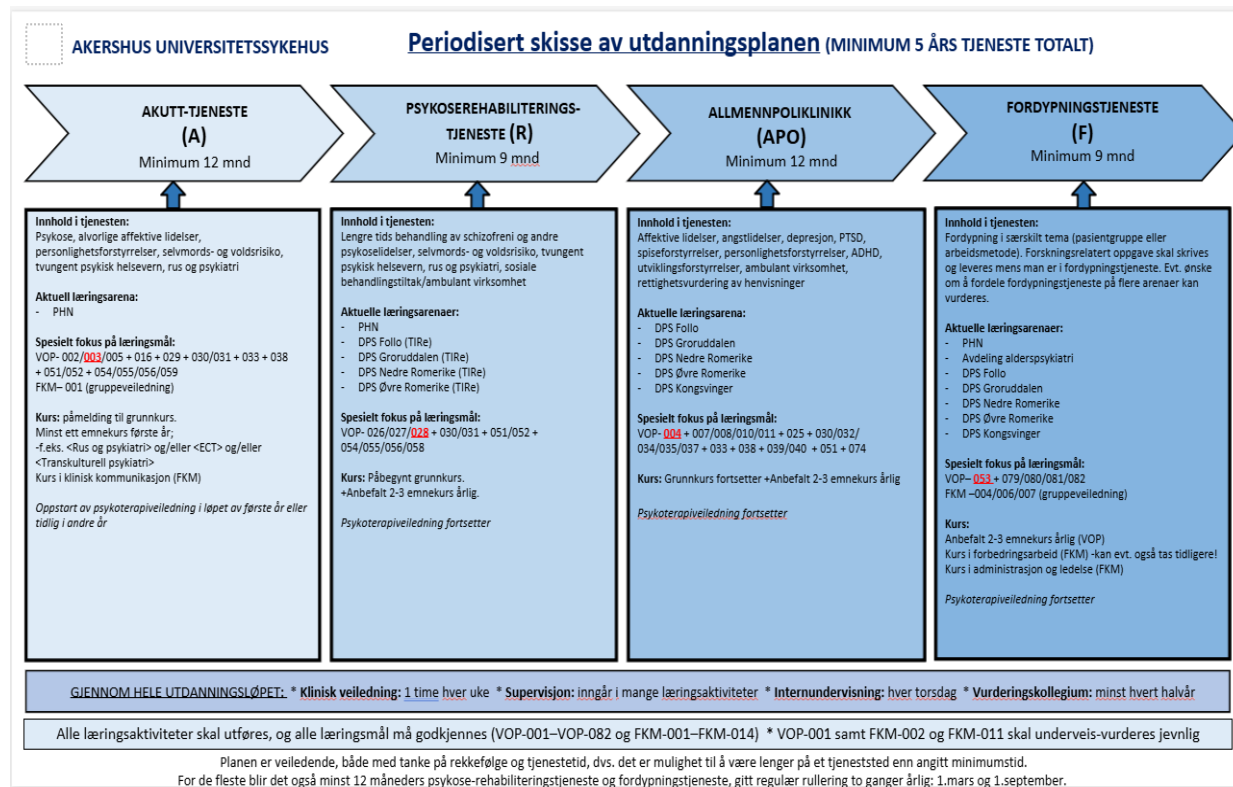 AKERSHUS UNIVERSITETSSYKEHUS
Periodisert skisse av utdanningsplanen (MINIMUM 5 ÅRS TJENESTE TOTALT)
AKUTT-TJENESTE
(A)
Minimum 12 mnd
PSYKOSEREHABILITERINGS-
TJENESTE (R)
Minimum 9 mnd
ALLMENNPOLIKLINIKK
(APO)
Minimum 12 mnd
FORDYPNINGSTJENESTE
(F)
Minimum 9 mnd
Innhold i tjenesten:
Psykose, alvorlige affektive lidelser,
personlighetsforstyrrelser, selvmords- og voldsrisiko,
tvungent psykisk helsevern, rus og psykiatri
Aktuell læringsarena:
- PHN
Spesielt fokus på læringsmål:
VOP- 002/003/005 + 016 + 029 + 030/031 + 033 + 038
+ 051/052 + 054/055/056/059
FKM– 001 (gruppeveiledning)
Kurs: påmelding til grunnkurs.
Minst ett emnekurs første år;
-f.eks. <Rus og psykiatri> og/eller <ECT> og/eller
<Transkulturell psykiatri>
Kurs i klinisk kommunikasjon (FKM)
Oppstart av psykoterapiveiledning i løpet av første år eller
tidlig i andre år
Innhold i tjenesten:
Lengre tids behandling av schizofreni og andre
psykoselidelser, selvmords- og voldsrisiko, tvungent
psykisk helsevern, rus og psykiatri, sosiale
behandlingstiltak/ambulant virksomhet
Aktuelle læringsarenaer:
- PHN
- DPS Follo (TIRe)
- DPS Groruddalen (TIRe)
- DPS Nedre Romerike (TIRe)
- DPS Øvre Romerike (TIRe)
Spesielt fokus på læringsmål:
VOP- 026/027/028 + 030/031 + 051/052 +
054/055/056/058
Kurs: Påbegynt grunnkurs.
+Anbefalt 2-3 emnekurs årlig.
Psykoterapiveiledning fortsetter
Innhold i tjenesten:
Affektive lidelser, angstlidelser, depresjon, PTSD,
spiseforstyrrelser, personlighetsforstyrrelser, ADHD,
utviklingsforstyrrelser, ambulant virksomhet,
rettighetsvurdering av henvisninger
Aktuelle læringsarena:
- DPS Follo
- DPS Groruddalen
- DPS Nedre Romerike
- DPS Øvre Romerike
- DPS Kongsvinger
Spesielt fokus på læringsmål:
VOP- 004 + 007/008/010/011 + 025 + 030/032/
034/035/037 + 033 + 038 + 039/040 + 051 + 074
Kurs: Grunnkurs fortsetter +Anbefalt 2-3 emnekurs årlig
Psykoterapiveiledning fortsetter
Innhold i tjenesten:
Fordypning i særskilt tema (pasientgruppe eller
arbeidsmetode). Forskningsrelatert oppgave skal skrives
og leveres mens man er i fordypningstjeneste. Evt. ønske
om å fordele fordypningstjeneste på flere arenaer kan
vurderes.
Aktuelle læringsarenaer:
- PHN
- Avdeling alderspsykiatri
- DPS Follo
- DPS Groruddalen
- DPS Nedre Romerike
- DPS Øvre Romerike
- DPS Kongsvinger
Spesielt fokus på læringsmål:
VOP– 053 + 079/080/081/082
FKM –004/006/007 (gruppeveiledning)
Kurs:
Anbefalt 2-3 emnekurs årlig (VOP)
Kurs i forbedringsarbeid (FKM) -kan evt. også tas tidligere!
Kurs i administrasjon og ledelse (FKM)
Psykoterapiveiledning fortsetter
GJENNOM HELE UTDANNINGSLØPET: * Klinisk veiledning: 1 time hver uke * Supervisjon: inngår i mange læringsaktiviteter * Internundervisning: hver torsdag * Vurderingskollegium: minst hvert halvår
Alle læringsaktiviteter skal utføres, og alle læringsmål må godkjennes (VOP-001–VOP-082 og FKM-001–FKM-014) * VOP-001 samt FKM-002 og FKM-011 skal underveis-vurderes jevnlig
Planen er veiledende, både med tanke på rekkefølge og tjenestetid, dvs. det er mulighet til å være lenger på et tjenestested enn angitt minimumstid.
For de fleste blir det også minst 12 måneders psykose-rehabiliteringstjeneste og fordypningstjeneste, gitt regulær rullering to ganger årlig: 1.mars og 1.september.